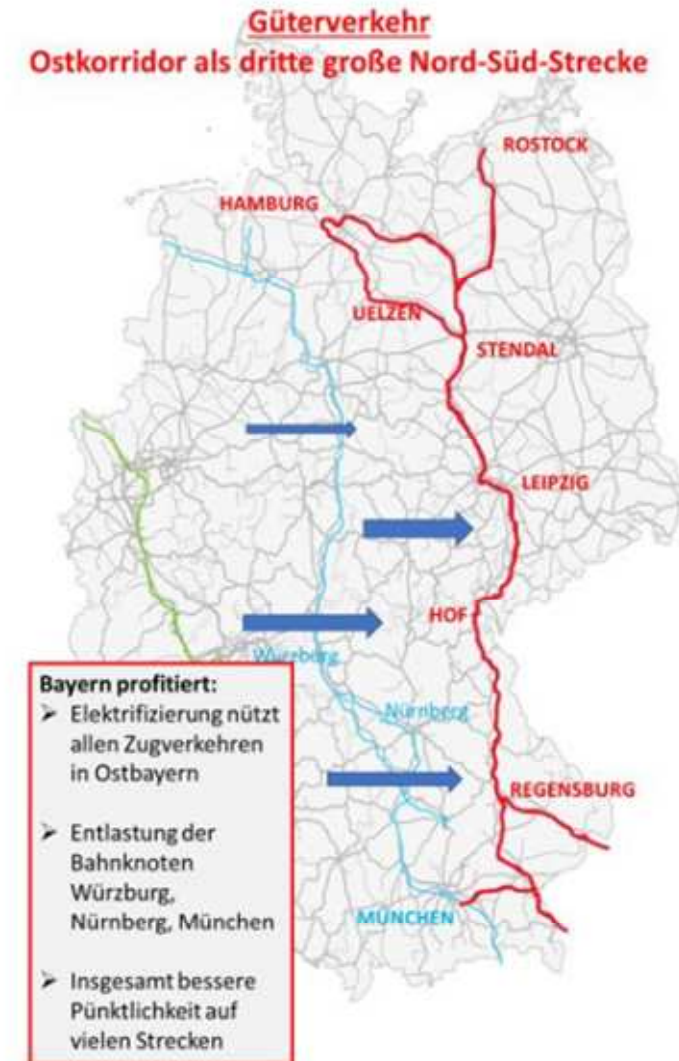 Güterverkehr
Ostkorridor als dritte große Nord-Süd-Strecke
ROSTOCK
HAMBURG
UELZEN
STENDAL
LEIPZIG
HOF
Würzburg
Nürnberg
REGENSBURG
MÜNCHEN
Bayern profitiert:
➢ Elektrifizierung nützt
allen Zugverkehren
in Ostbayern
➢ Entlastung der
Bahnknoten
Würzburg,
Nürnberg, München
➢ Insgesamt bessere
Pünktlichkeit auf
vielen Strecken